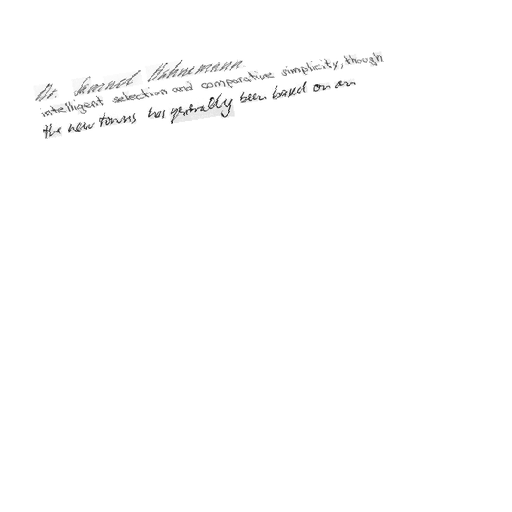 Dr. Samuel Hahnemann.
intelligent selection and comparative simplicity, though
the new towns has generally been based on an